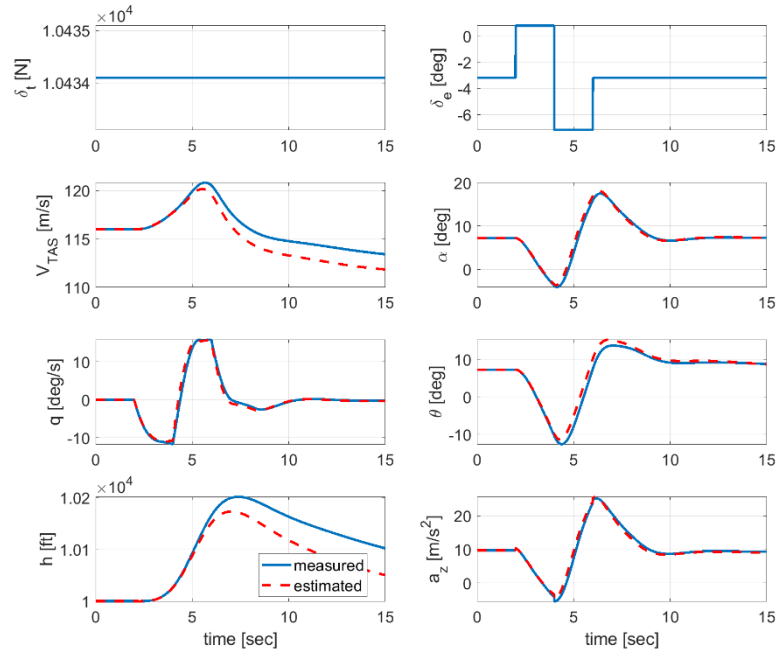 ×10⁴
1.0435
1.0434
δt [N]
0 5 10 15
0
-2
-4
-6
δe [deg]
0 5 10 15
120
115
110
VTAS [m/s]
0 5 10 15
20
10
0
α [deg]
0 5 10 15
10
0
-10
q [deg/s]
0 5 10 15
10
0
-10
θ [deg]
0 5 10 15
×10⁴
1.02
1.01
1
h [ft]
measured
estimated
0 5 10 15
time [sec]
20
10
0
az [m/s²]
0 5 10 15
time [sec]